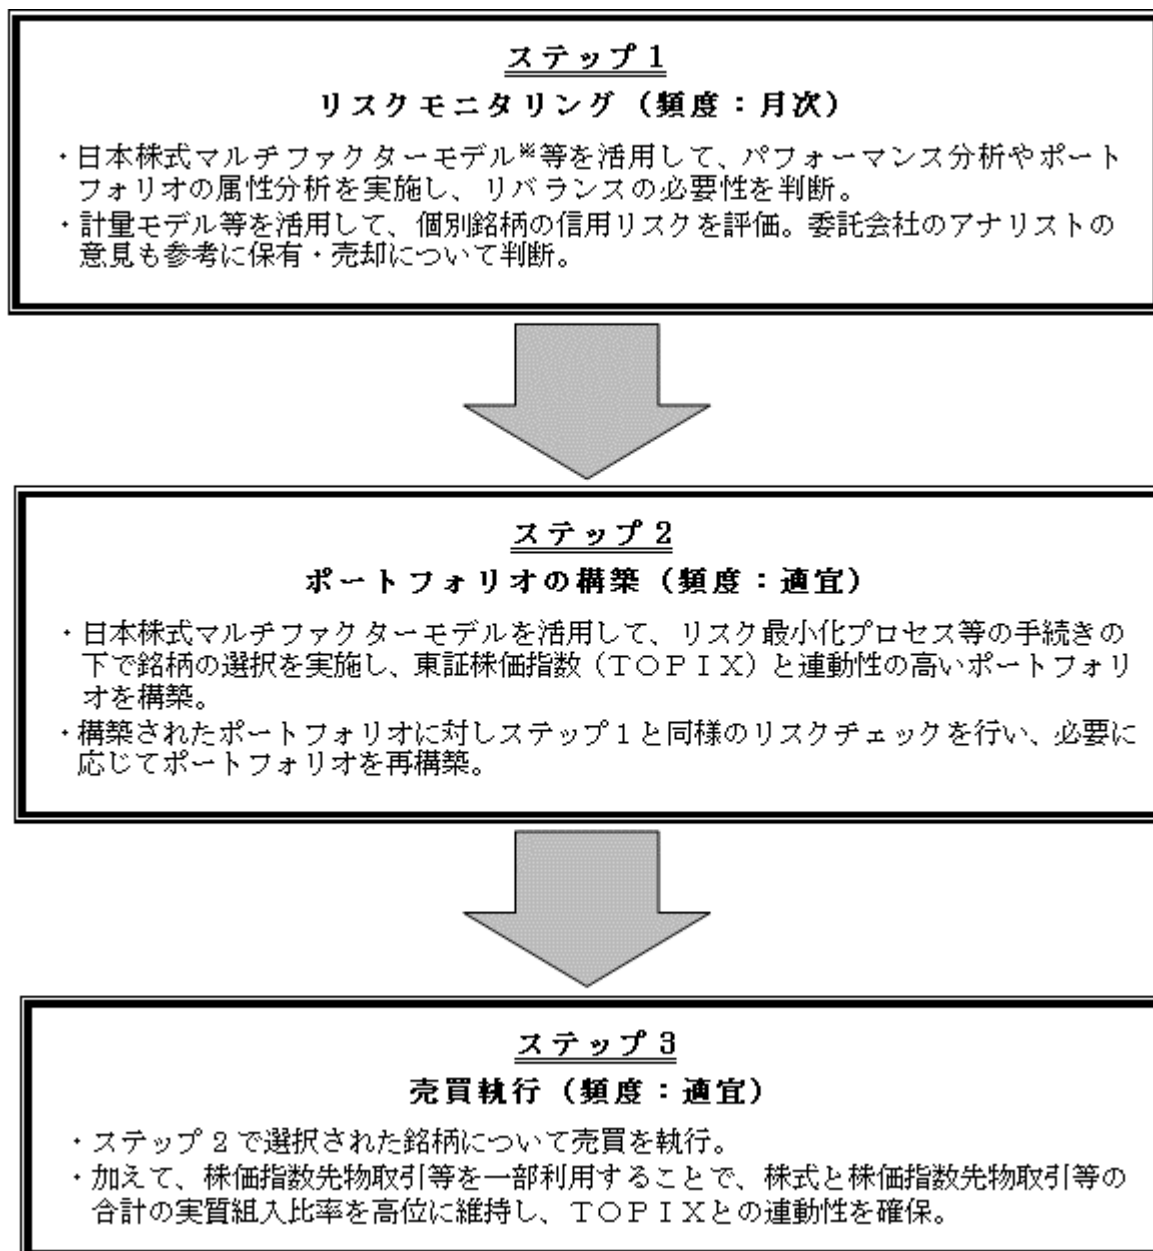 ステップ1
リスクモニタリング（頻度：月次）
・日本株式マルチファクターモデル※等を活用して、パフォーマンス分析やポート
フォリオの属性分析を実施し、リバランスの必要性を判断。
・計量モデル等を活用して、個別銘柄の信用リスクを評価。委託会社のアナリストの
意見も参考に保有・売却について判断。
ステップ2
ポートフォリオの構築（頻度：適宜）
・日本株式マルチファクターモデルを活用して、リスク最小化プロセス等の手続きの
下で銘柄の選択を実施し、東証株価指数（ＴＯＰＩＸ）と連動性の高いポートフォリ
オを構築。
・構築されたポートフォリオに対しステップ１と同様のリスクチェックを行い、必要に
応じてポートフォリオを再構築。
ステップ3
売買執行（頻度：適宜）
・ステップ２で選択された銘柄について売買を執行。
・加えて、株価指数先物取引等を一部利用することで、株式と株価指数先物取引等の
合計の実質組入比率を高位に維持し、ＴＯＰＩＸとの連動性を確保。